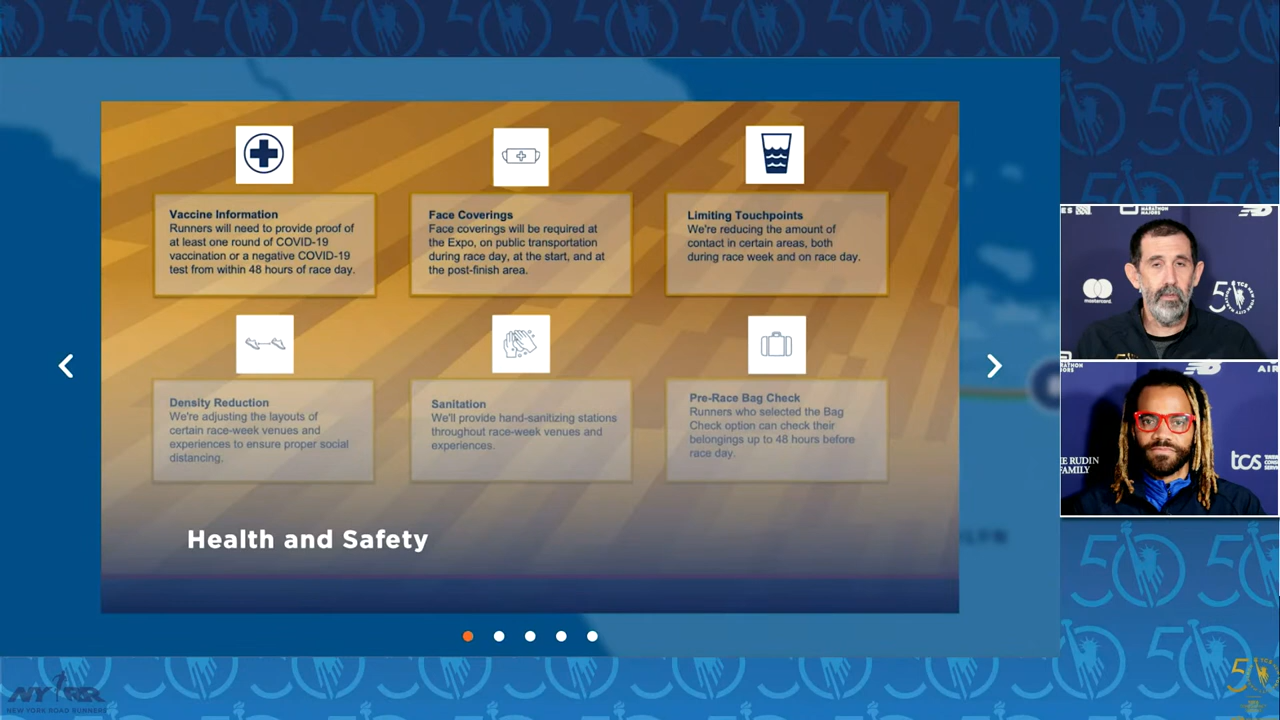 Vaccine Information
Runners will need to provide proof of
at least one round of COVID-19
vaccination or a negative COVID-19
test from within 48 hours of race day.
Face Coverings
Face coverings will be required at
the Expo, on public transportation
during race day, at the start, and at
the post-finish area.
Limiting Touchpoints
We're reducing the amount of
contact in certain areas, both
during race week and on race day.
Density Reduction
We're adjusting the layouts of
certain race-week venues and
experiences to ensure proper social
distancing.
Sanitation
We'll provide hand-sanitizing stations
throughout race-week venues and
experiences.
Pre-Race Bag Check
Runners who selected the Bag
Check option can check their
belongings up to 48 hours before
race day.
Health and Safety
MARATHON
MAJORS
mastercard
50
RUDIN
FAMILY
tcs
NYRR
NEW YORK ROAD RUNNERS